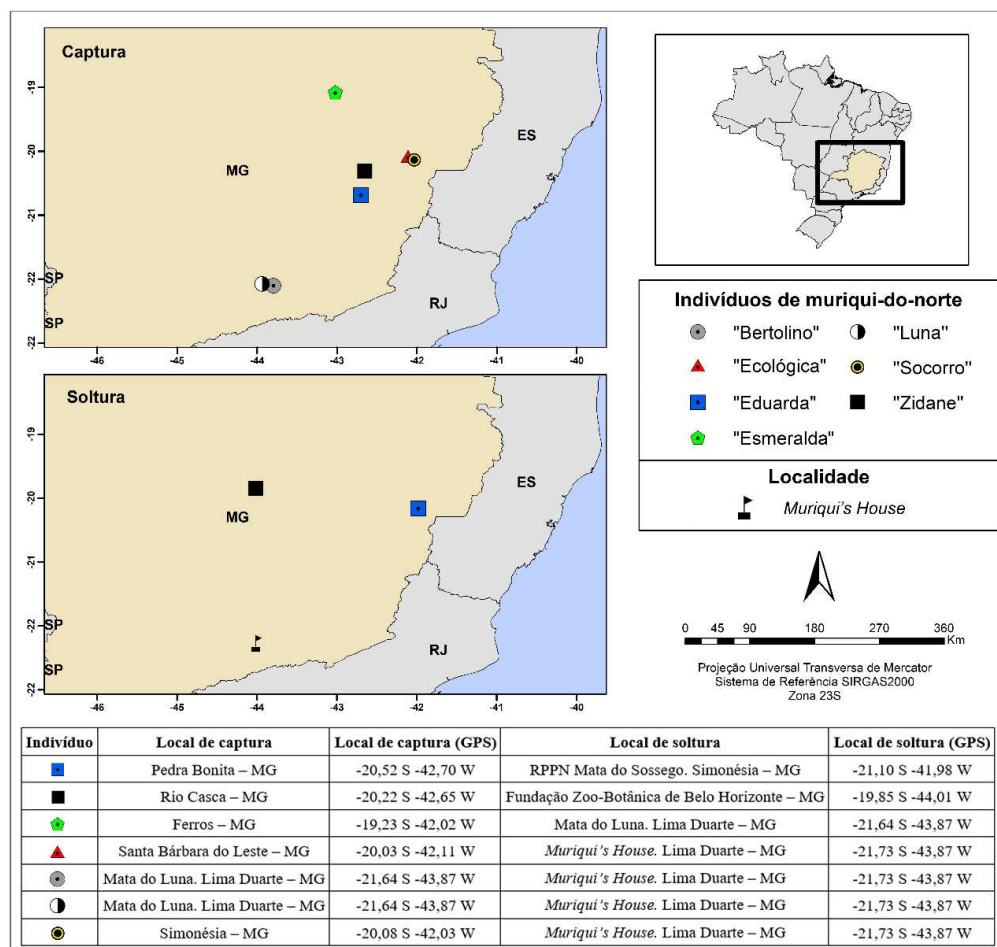 Captura
-19
-20
-21
-22
-22
MG
ES
RJ
SP
SP
-46
-45
-44
-43
-42
-41
-40
Soltura
-19
-20
-21
-22
-22
MG
ES
RJ
SP
SP
-46
-45
-44
-43
-42
-41
-40
Indivíduos de muriqui-do-norte
"Bertolino"
"Luna"
"Ecológica"
"Socorro"
"Eduarda"
"Zidane"
"Esmeralda"
Localidade
Muriqui's House
0 45 90 180 270 360
Km
Projeção Universal Transversa de Mercator
Sistema de Referência SIRGAS2000
Zona 23S
Indivíduo Local de captura Local de captura (GPS) Local de soltura Local de soltura (GPS)
Pedra Bonita – MG -20,52 S -42,70 W RPPN Mata do Sossego. Simonésia – MG -21,10 S -41,98 W
Rio Casca – MG -20,22 S -42,65 W Fundação Zoo-Botânica de Belo Horizonte – MG -19,85 S -44,01 W
Ferros – MG -19,23 S -42,02 W Mata do Luna. Lima Duarte – MG -21,64 S -43,87 W
Santa Bárbara do Leste – MG -20,03 S -42,11 W Muriqui's House. Lima Duarte – MG -21,73 S -43,87 W
Mata do Luna. Lima Duarte – MG -21,64 S -43,87 W Muriqui's House. Lima Duarte – MG -21,73 S -43,87 W
Mata do Luna. Lima Duarte – MG -21,64 S -43,87 W Muriqui's House. Lima Duarte – MG -21,73 S -43,87 W
Simonésia – MG -20,08 S -42,03 W Muriqui's House. Lima Duarte – MG -21,73 S -43,87 W